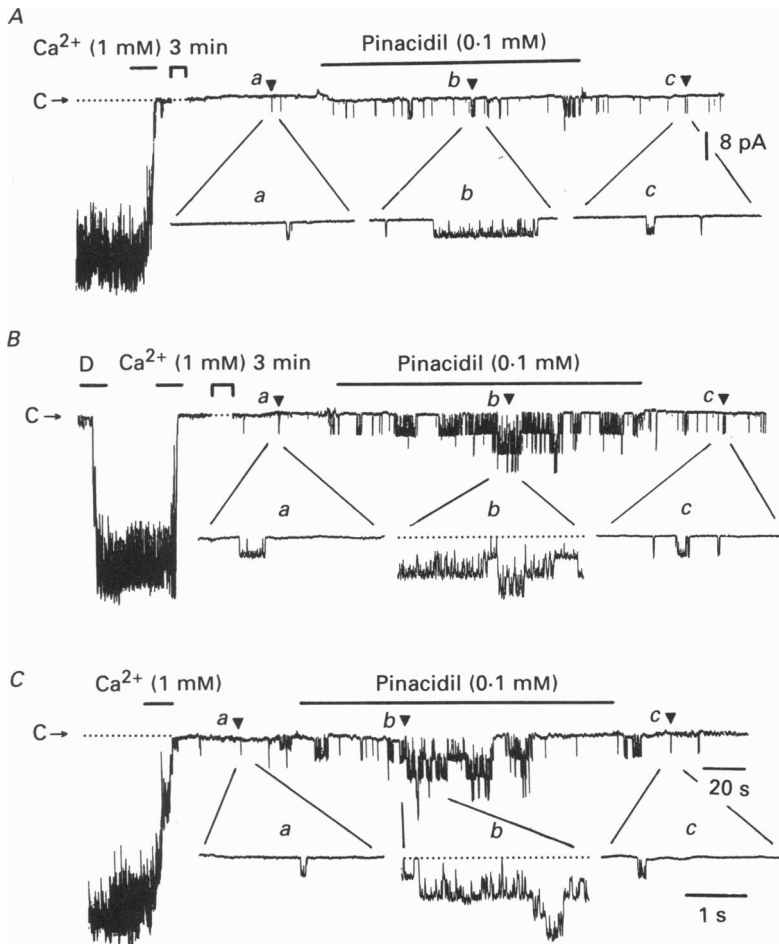 A
Ca²⁺ (1 mM) 3 min
Pinacidil (0·1 mM)
a b c
C →
8 pA
a b c
B
D Ca²⁺ (1 mM) 3 min
Pinacidil (0·1 mM)
a b c
C →
a b c
C
Ca²⁺ (1 mM)
Pinacidil (0·1 mM)
a b c
C →
20 s
a b c
1 s